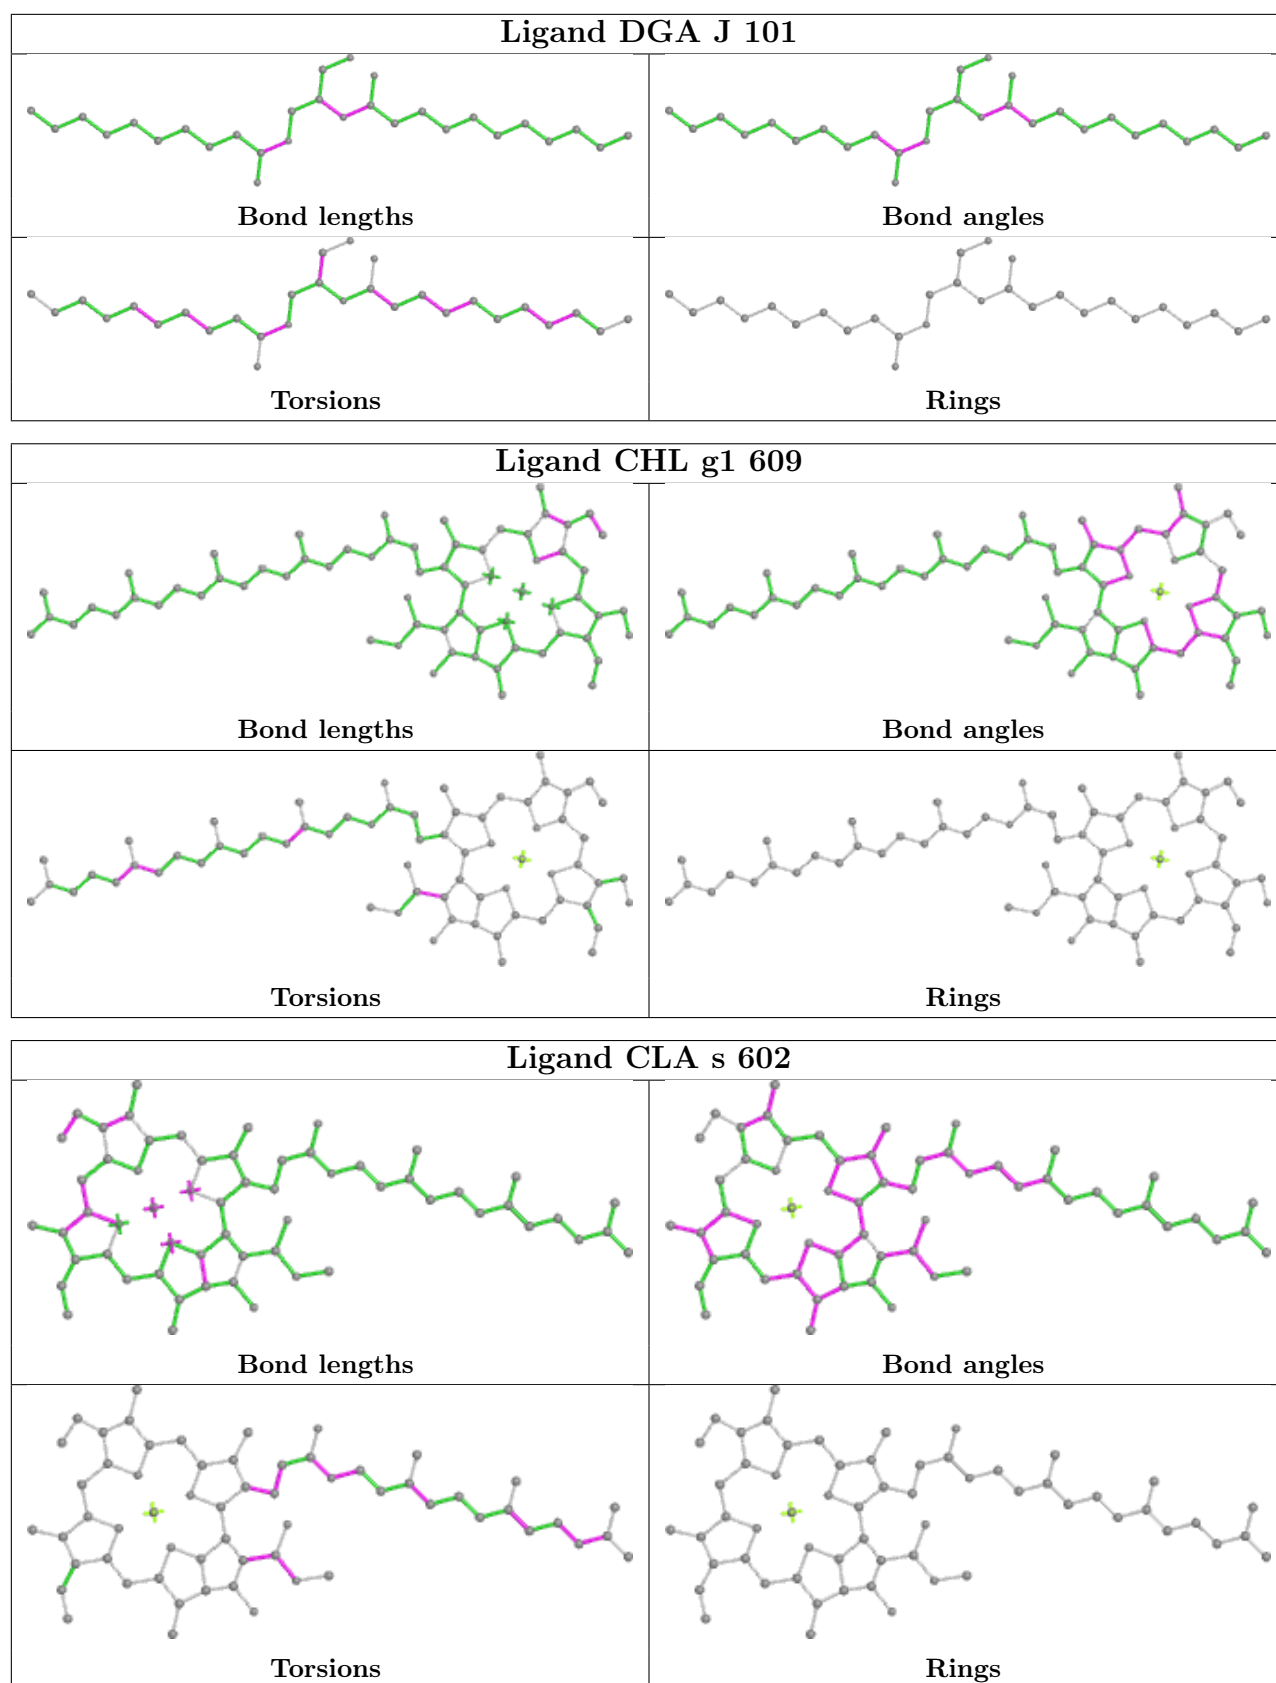 Ligand DGA J 101
Bond lengths
Bond angles
Torsions
Rings
Ligand CHL g1 609
Bond lengths
Bond angles
Torsions
Rings
Ligand CLA s 602
Bond lengths
Bond angles
Torsions
Rings